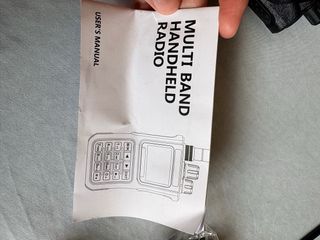 MULTI BAND
HANDHELD
RADIO
USER'S MANUAL